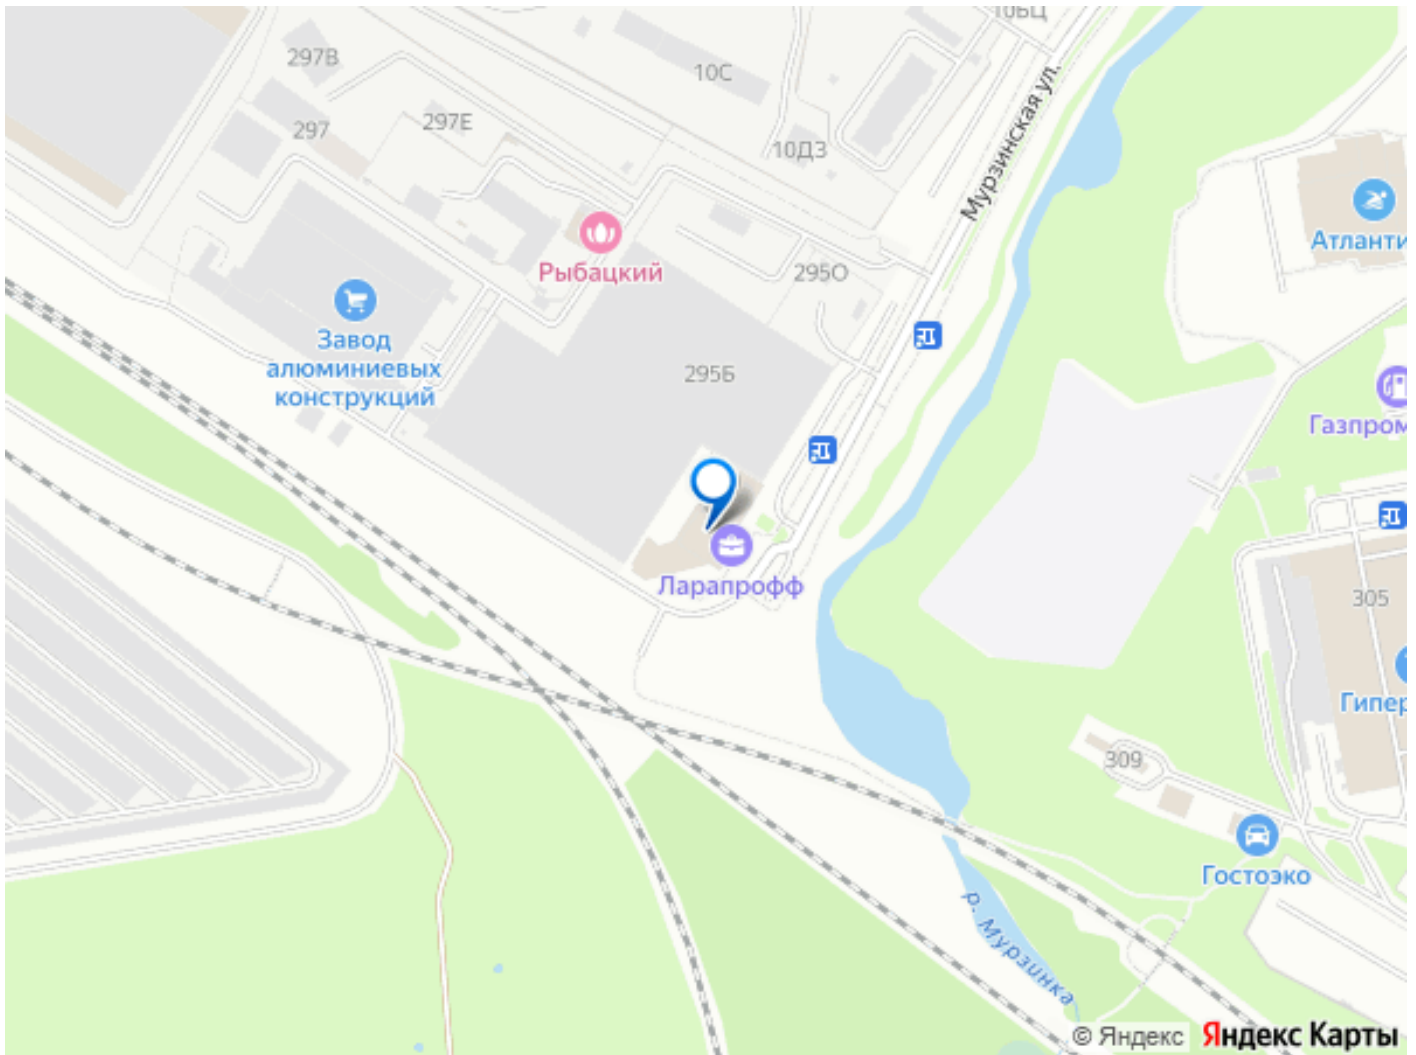 10БЦ
297В
10С
Мурзинская ул.
297
297Е
10Д3
Атланти
Рыбацкий
295О
Завод
алюминиевых
конструкций
295Б
Газпром
Ларапрофф
305
Гипер
309
Гостоэко
р. Мурзинка
© Яндекс Яндекс Карты